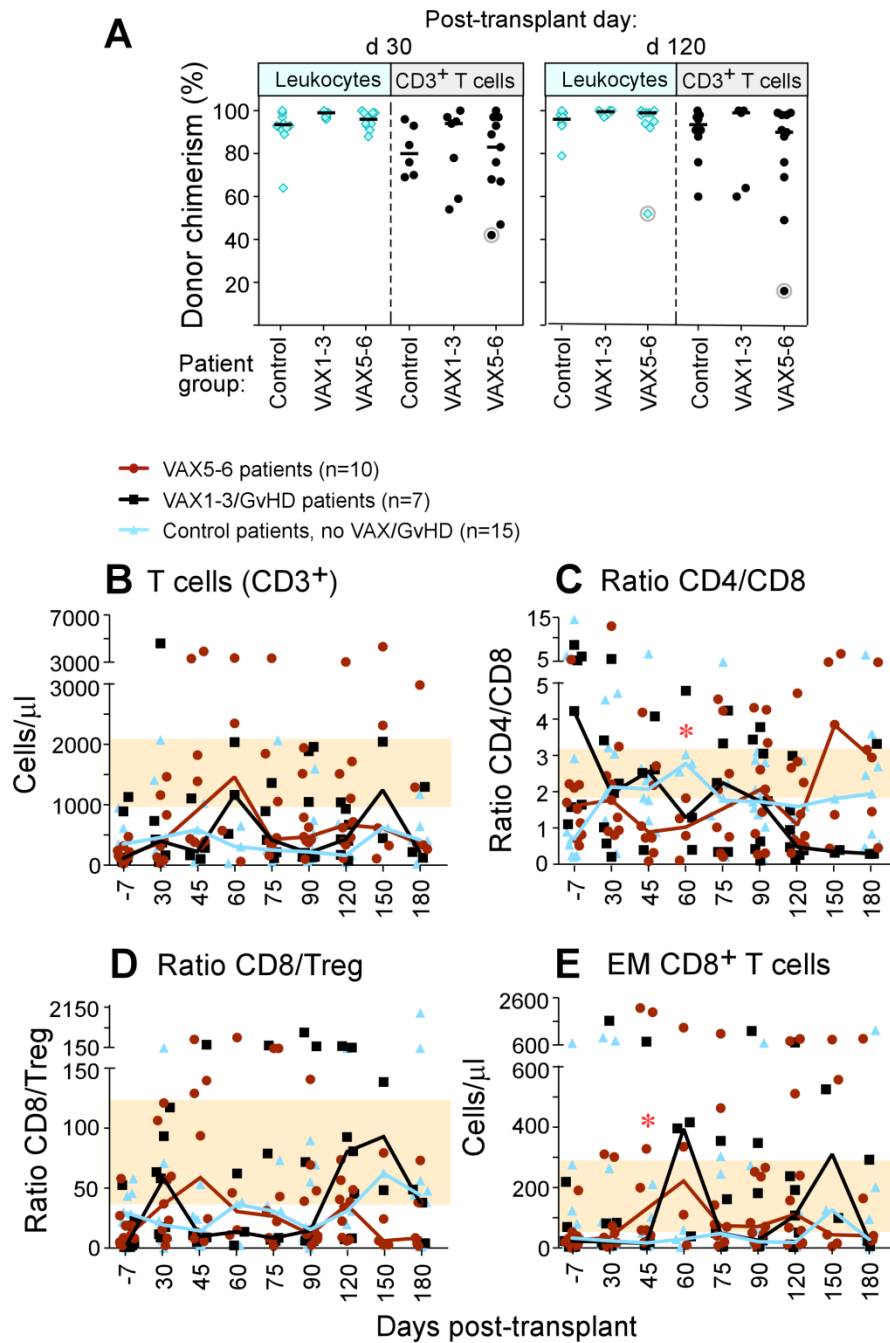 Post-transplant day:
A
d 30
d 120
Leukocytes
CD3+ T cells
Leukocytes
CD3+ T cells
Donor chimerism (%)
100
80
60
40
20
Patient group:
Control
VAX1-3
VAX5-6
Control
VAX1-3
VAX5-6
Control
VAX1-3
VAX5-6
Control
VAX1-3
VAX5-6
VAX5-6 patients (n=10)
VAX1-3/GvHD patients (n=7)
Control patients, no VAX/GvHD (n=15)
B T cells (CD3+)
Cells/µl
7000
3000
3000
2000
1000
0
-7 30 45 60 75 90 120 150 180
C Ratio CD4/CD8
Ratio CD4/CD8
15
5
5
4
3
2
1
0
*
-7 30 45 60 75 90 120 150 180
D Ratio CD8/Treg
Ratio CD8/Treg
2150
150
150
100
50
0
-7 30 45 60 75 90 120 150 180
E EM CD8+ T cells
Cells/µl
2600
600
600
400
200
0
*
-7 30 45 60 75 90 120 150 180
Days post-transplant